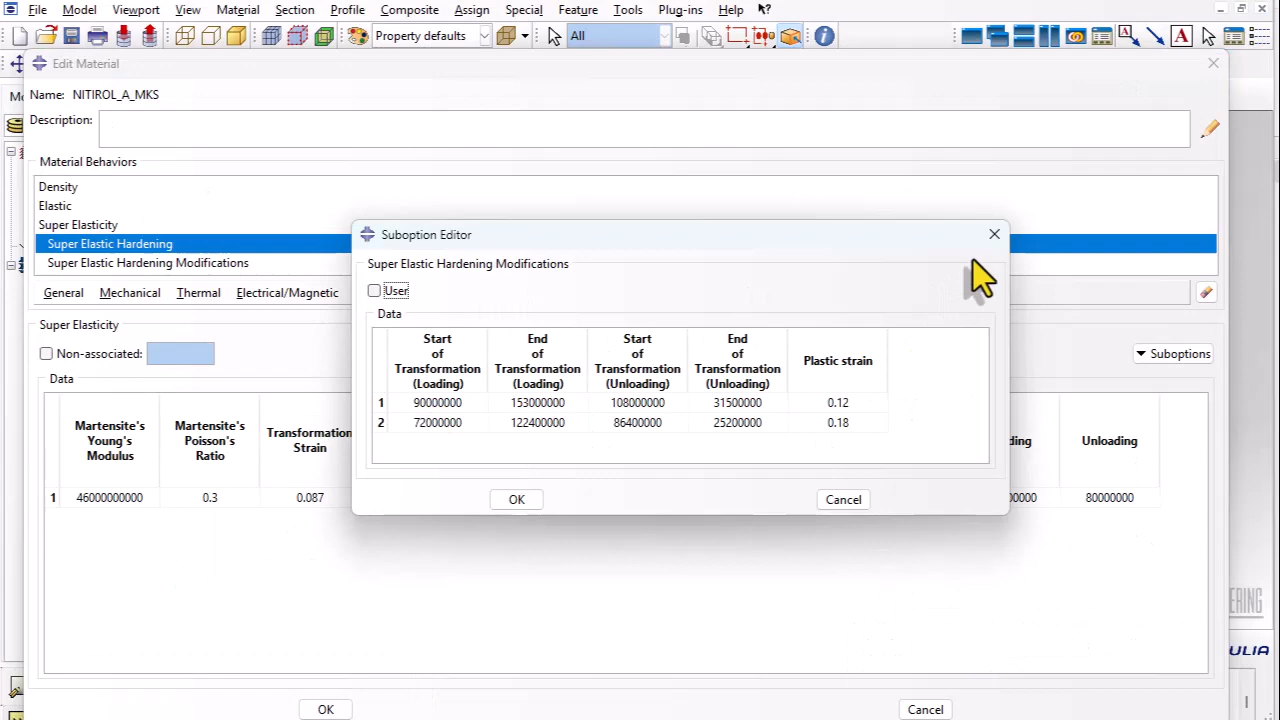 File Model Viewport View Material Section Profile Composite Assign Special Feature Tools Plug-ins Help
Property defaults All
Edit Material
Name: NITIROL_A_MKS
Description:
Material Behaviors
Density
Elastic
Super Elasticity
Super Elastic Hardening
Super Elastic Hardening Modifications
General Mechanical Thermal Electrical/Magnetic
Super Elasticity
Non-associated:
Suboptions
Data
Martensite's Young's Modulus
Martensite's Poisson's Ratio
Transformation Strain
Unloading
1 46000000000 0.3 0.087 80000000
OK Cancel
Suboption Editor
Super Elastic Hardening Modifications
User
Data
Start of Transformation (Loading)
End of Transformation (Loading)
Start of Transformation (Unloading)
End of Transformation (Unloading)
Plastic strain
1 90000000 153000000 108000000 31500000 0.12
2 72000000 122400000 86400000 25200000 0.18
OK Cancel